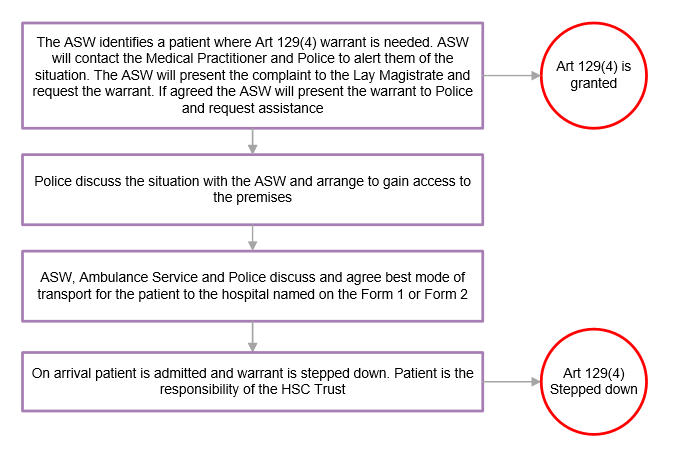 The ASW identifies a patient where Art 129(4) warrant is needed. ASW
will contact the Medical Practitioner and Police to alert them of the
situation. The ASW will present the complaint to the Lay Magistrate and
request the warrant. If agreed the ASW will present the warrant to Police
and request assistance
Art 129(4) is
granted
Police discuss the situation with the ASW and arrange to gain access to
the premises
ASW, Ambulance Service and Police discuss and agree best mode of
transport for the patient to the hospital named on the Form 1 or Form 2
On arrival patient is admitted and warrant is stepped down. Patient is the
responsibility of the HSC Trust
Art 129(4)
Stepped down